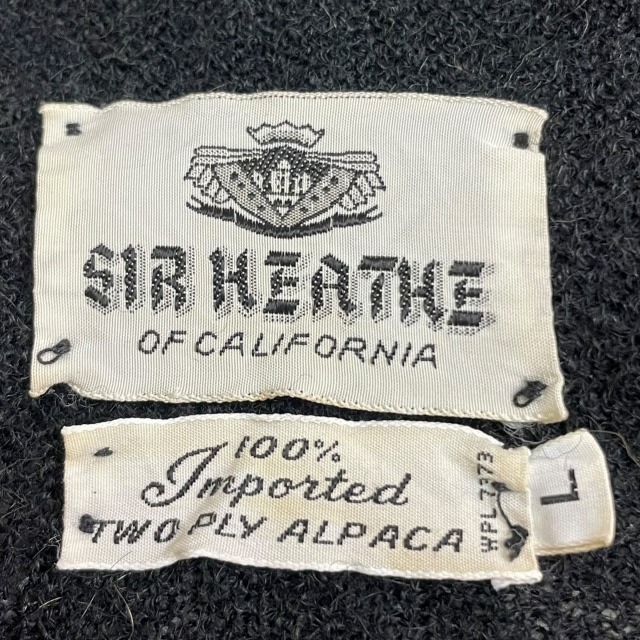 SIR HEATHE
OF CALIFORNIA
100%
Imported
TWO PLY ALPACA
WPL 7373
L